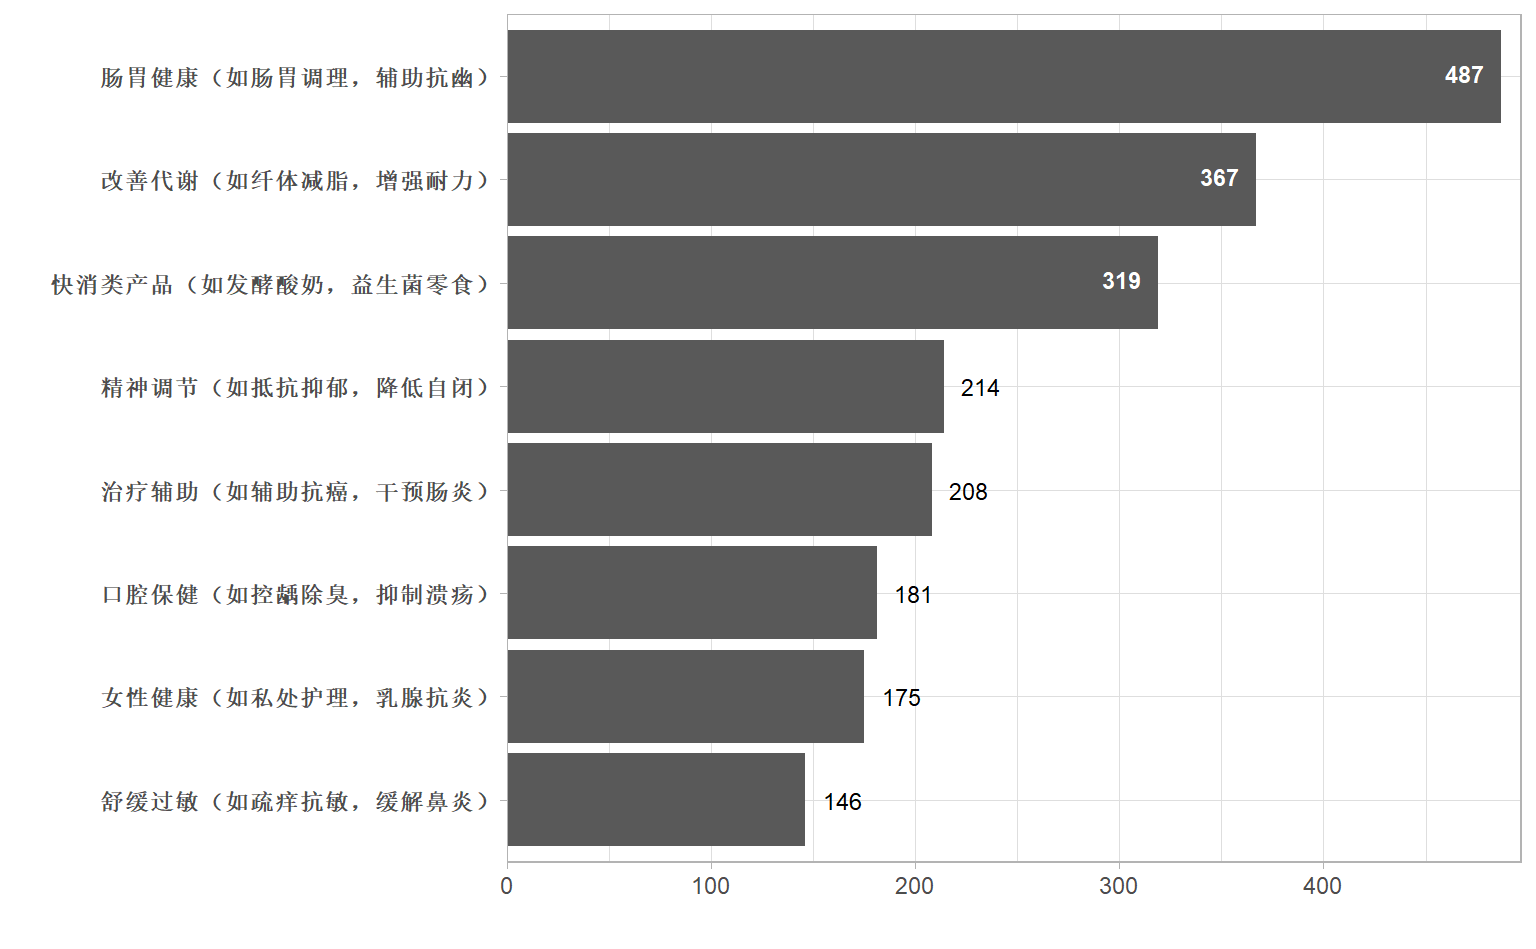 肠胃健康（如肠胃调理，辅助抗幽） 487
改善代谢（如纤体减脂，增强耐力） 367
快消类产品（如发酵酸奶，益生菌零食） 319
精神调节（如抵抗抑郁，降低自闭） 214
治疗辅助（如辅助抗癌，干预肠炎） 208
口腔保健（如控龋除臭，抑制溃疡） 181
女性健康（如私处护理，乳腺抗炎） 175
舒缓过敏（如疏痒抗敏，缓解鼻炎） 146
0 100 200 300 400